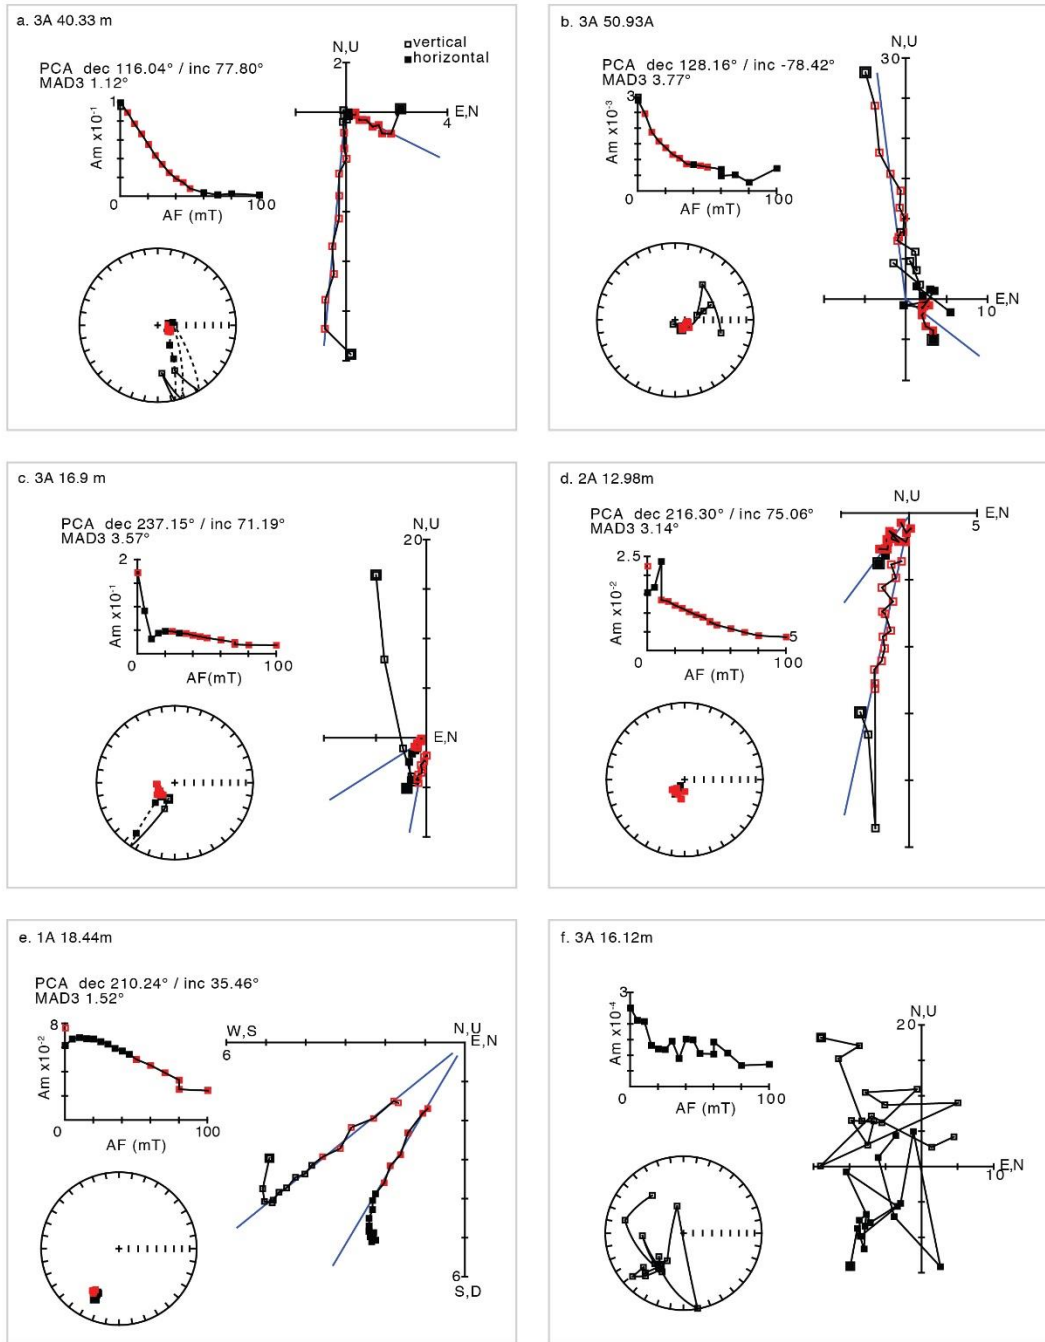 a. 3A 40.33 m
N,U
vertical
horizontal
PCA dec 116.04° / inc 77.80°
MAD3 1.12°
2
1
Am x10⁻¹
E,N
4
0
100
AF (mT)
b. 3A 50.93A
N,U
30
PCA dec 128.16° / inc -78.42°
MAD3 3.77°
3
Am x10⁻³
0
100
AF (mT)
E,N
10
c. 3A 16.9 m
PCA dec 237.15° / inc 71.19°
MAD3 3.57°
N,U
20
2
Am x10⁻¹
0
100
AF(mT)
E,N
d. 2A 12.98m
N,U
PCA dec 216.30° / inc 75.06°
MAD3 3.14°
E,N
5
2.5
Am x10⁻²
5
0
100
AF (mT)
e. 1A 18.44m
PCA dec 210.24° / inc 35.46°
MAD3 1.52°
8
Am x10⁻²
W,S
6
N,U
E,N
0
100
AF (mT)
6
S,D
f. 3A 16.12m
3
Am x10⁻⁴
N,U
20
0
100
AF (mT)
E,N
10